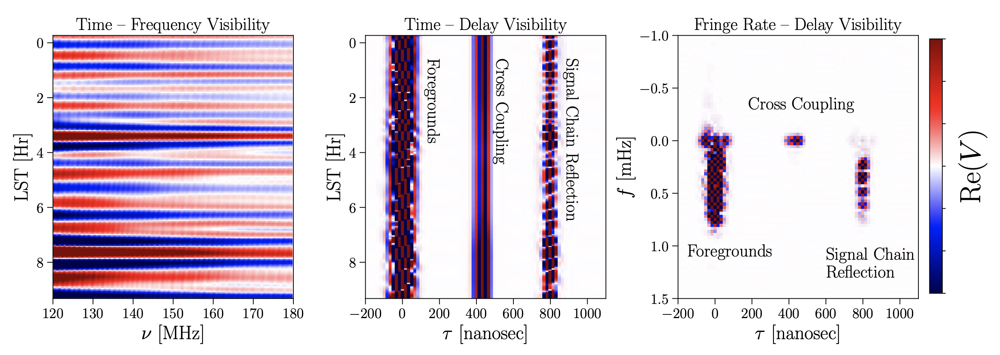 Time – Frequency Visibility
0
2
4
6
8
LST [Hr]
120 130 140 150 160 170 180
ν [MHz]
Time – Delay Visibility
0
2
4
6
8
LST [Hr]
Foregrounds
Cross Coupling
Signal Chain Reflection
−200 0 200 400 600 800 1000
τ [nanosec]
Fringe Rate – Delay Visibility
−1.0
−0.5
0.0
0.5
1.0
1.5
f [mHz]
Cross Coupling
Foregrounds
Signal Chain
Reflection
−200 0 200 400 600 800 1000
τ [nanosec]
Re(V)